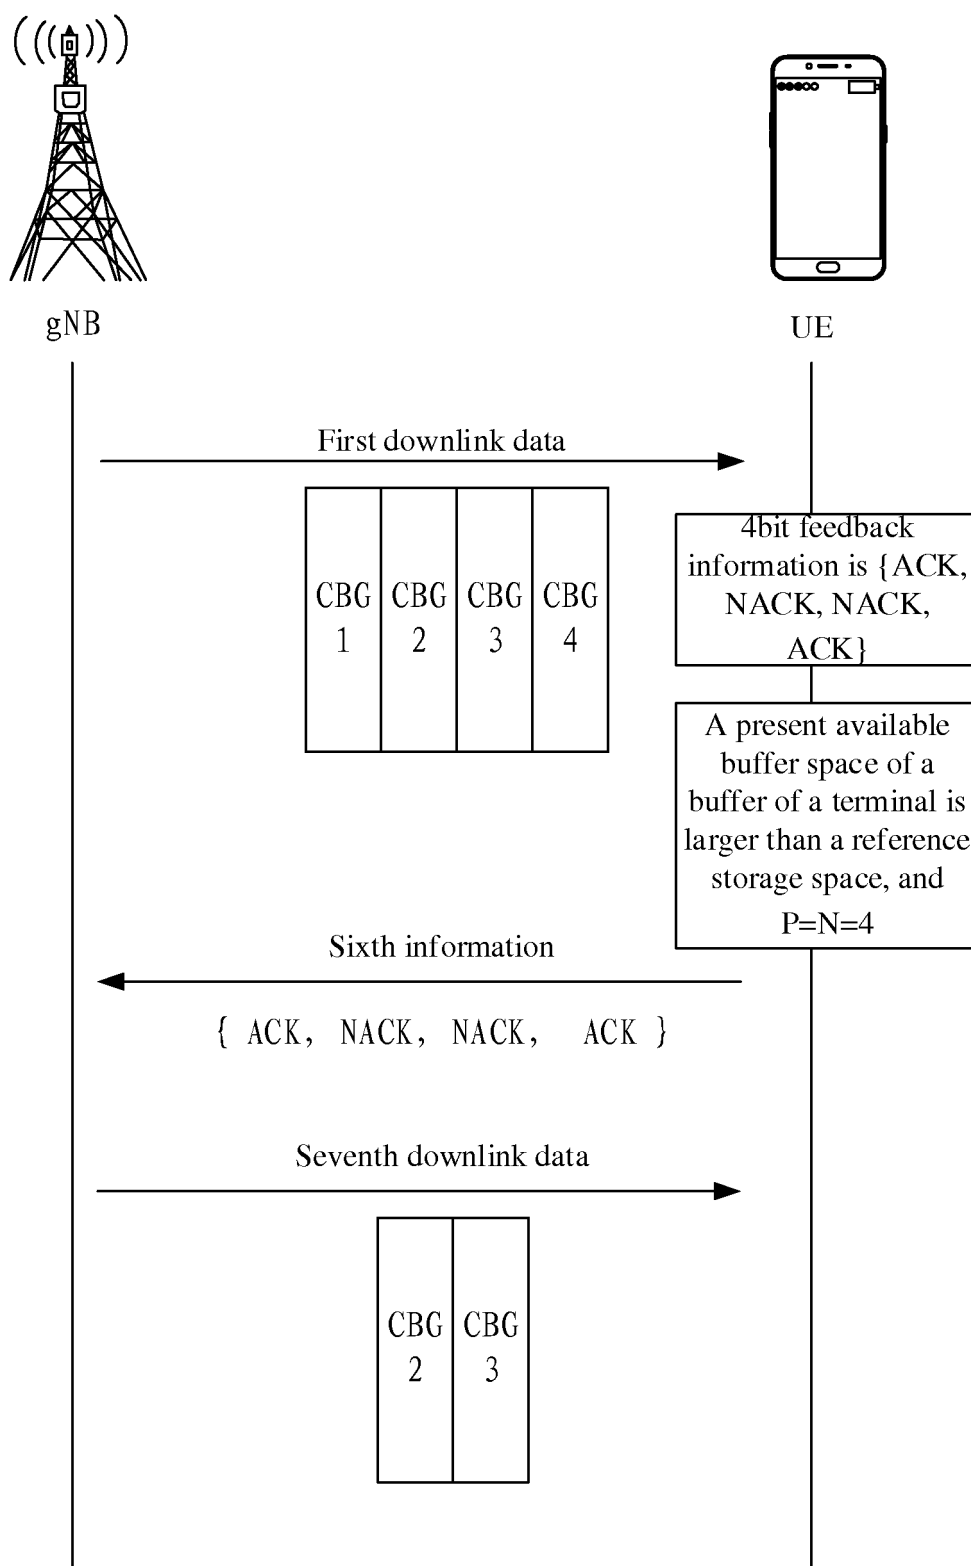 gNB
UE
First downlink data
CBG CBG CBG CBG
1 2 3 4
4bit feedback
information is {ACK,
NACK, NACK,
ACK}
A present available
buffer space of a
buffer of a terminal is
larger than a reference
storage space, and
P=N=4
Sixth information
{ ACK, NACK, NACK, ACK }
Seventh downlink data
CBG CBG
2 3